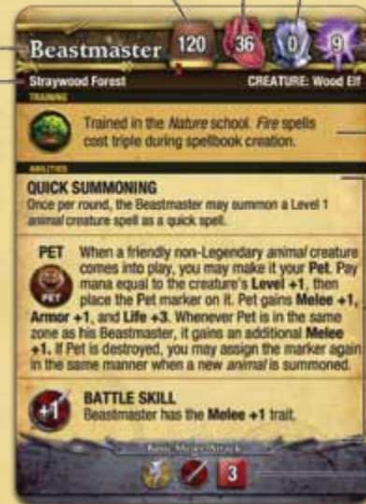 Beastmaster 120 36 0 9
Straywood Forest CREATURE: Wood Elf
TRAINING
Trained in the Nature school. Fire spells
cost triple during spellbook creation.
ABILITIES
QUICK SUMMONING
Once per round, the Beastmaster may summon a Level 1
animal creature spell as a quick spell.
PET When a friendly non-Legendary animal creature
comes into play, you may make it your Pet. Pay
mana equal to the creature's Level +1, then
PET place the Pet marker on it. Pet gains Melee +1,
Armor +1, and Life +3. Whenever Pet is in the same
zone as his Beastmaster, it gains an additional Melee
+1. If Pet is destroyed, you may assign the marker again
in the same manner when a new animal is summoned.
BATTLE SKILL
+1 Beastmaster has the Melee +1 trait.
Basic Melee Attack
3